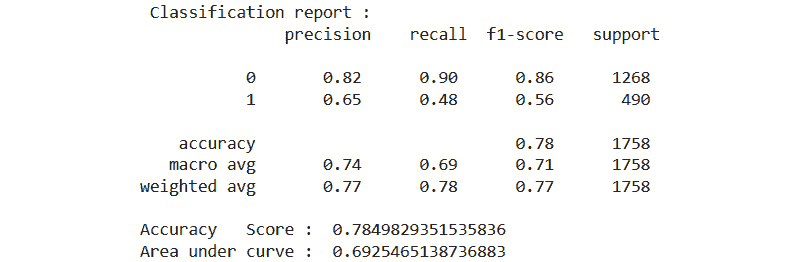 Classification report :
precision recall f1-score support
0 0.82 0.90 0.86 1268
1 0.65 0.48 0.56 490
accuracy 0.78 1758
macro avg 0.74 0.69 0.71 1758
weighted avg 0.77 0.78 0.77 1758
Accuracy Score : 0.7849829351535836
Area under curve : 0.6925465138736883